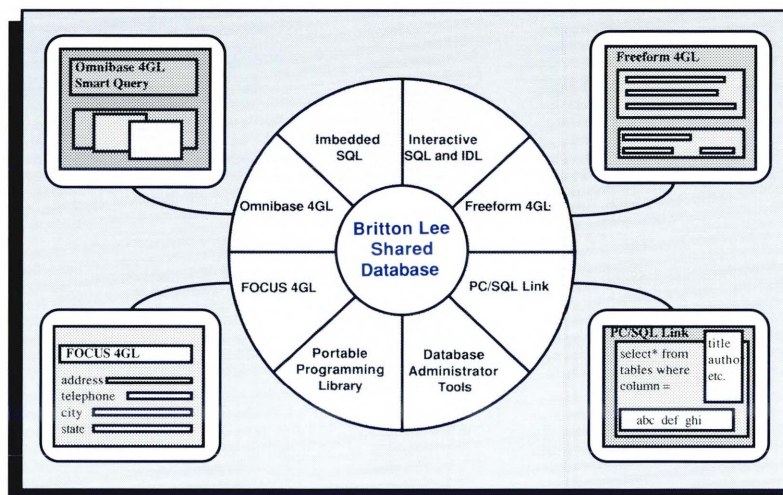 Omnibase 4GL
Smart Query
Freeform 4GL
Imbedded
SQL
Interactive
SQL and IDL
Omnibase 4GL
Freeform 4GL
Britton Lee
Shared
Database
FOCUS 4GL
PC/SQL Link
Portable
Programming
Library
Database
Administrator
Tools
FOCUS 4GL
address
telephone
city
state
PC/SQL Link
select* from
tables where
column =
title
autho
etc.
abc def ghi